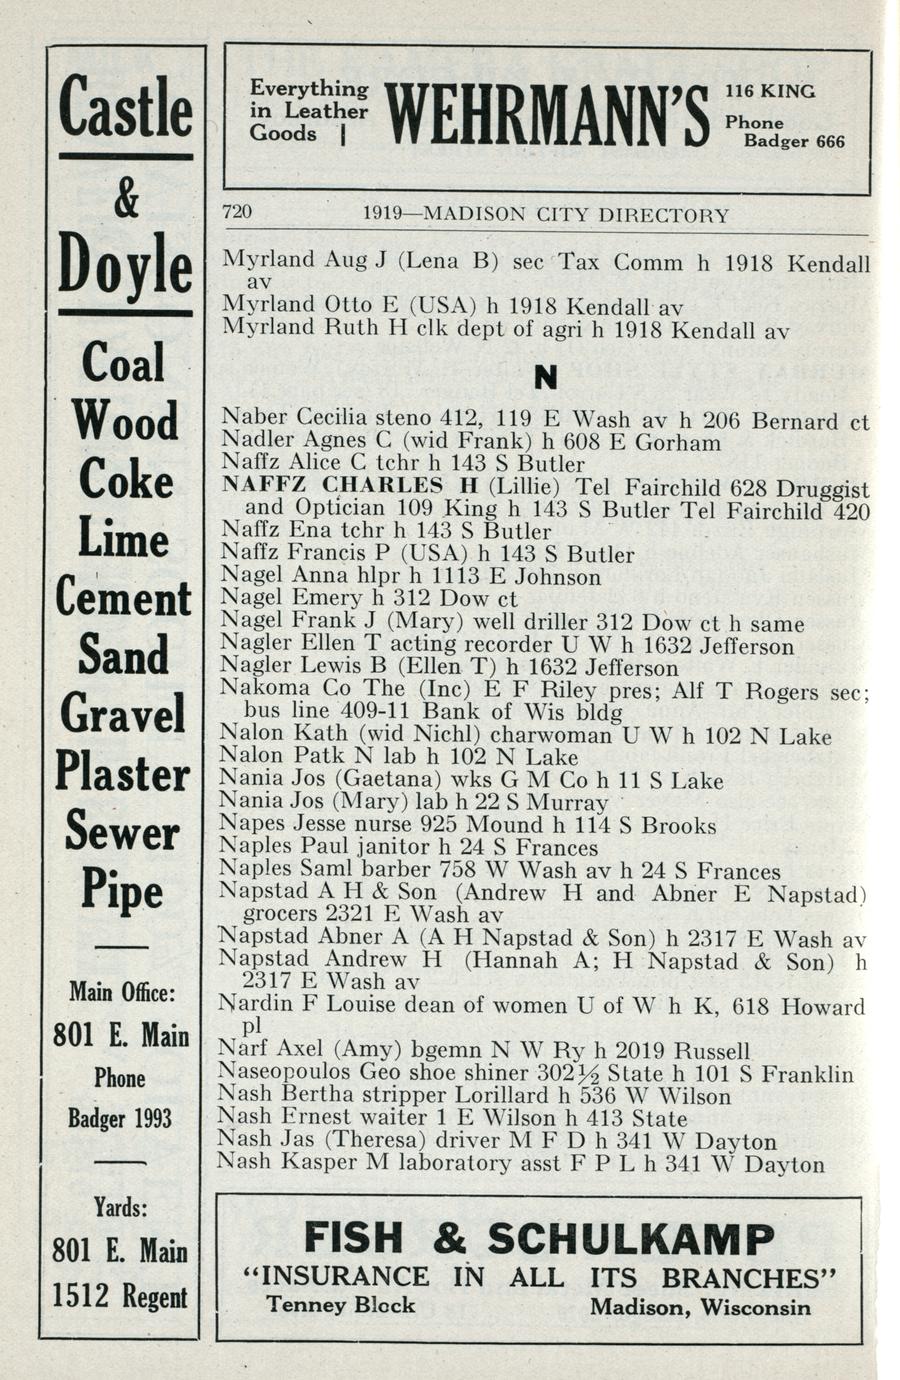 Castle
&
Doyle
Coal
Wood
Coke
Lime
Cement
Sand
Gravel
Plaster
Sewer
Pipe
Main Office:
801 E. Main
Phone
Badger 1993
Yards:
801 E. Main
1512 Regent
Everything
in Leather
Goods
WEHRMANN'S
116 KING
Phone
Badger 666
720 1919—MADISON CITY DIRECTORY
Myrland Aug J (Lena B) sec Tax Comm h 1918 Kendall
av
Myrland Otto E (USA) h 1918 Kendall av
Myrland Ruth H clk dept of agri h 1918 Kendall av
N
Naber Cecilia steno 412, 119 E Wash av h 206 Bernard ct
Nadler Agnes C (wid Frank) h 608 E Gorham
Naffz Alice C tchr h 143 S Butler
NAFFZ CHARLES H (Lillie) Tel Fairchild 628 Druggist
and Optician 109 King h 143 S Butler Tel Fairchild 420
Naffz Ena tchr h 143 S Butler
Naffz Francis P (USA) h 143 S Butler
Nagel Anna hlpr h 1113 E Johnson
Nagel Emery h 312 Dow ct
Nagel Frank J (Mary) well driller 312 Dow ct h same
Nagler Ellen T acting recorder U W h 1632 Jefferson
Nagler Lewis B (Ellen T) h 1632 Jefferson
Nakoma Co The (Inc) E F Riley pres; Alf T Rogers sec;
bus line 409-11 Bank of Wis bldg
Nalon Kath (wid Nichl) charwoman U W h 102 N Lake
Nalon Patk N lab h 102 N Lake
Nania Jos (Gaetana) wks G M Co h 11 S Lake
Nania Jos (Mary) lab h 22 S Murray
Napes Jesse nurse 925 Mound h 114 S Brooks
Naples Paul janitor h 24 S Frances
Naples Saml barber 758 W Wash av h 24 S Frances
Napstad A H & Son (Andrew H and Abner E Napstad)
grocers 2321 E Wash av
Napstad Abner A (A H Napstad & Son) h 2317 E Wash av
Napstad Andrew H (Hannah A; H Napstad & Son) h
2317 E Wash av
Nardin F Louise dean of women U of W h K, 618 Howard
pl
Narf Axel (Amy) bgemn N W Ry h 2019 Russell
Naseopoulos Geo shoe shiner 302½ State h 101 S Franklin
Nash Bertha stripper Lorillard h 536 W Wilson
Nash Ernest waiter 1 E Wilson h 413 State
Nash Jas (Theresa) driver M F D h 341 W Dayton
Nash Kasper M laboratory asst F P L h 341 W Dayton
FISH & SCHULKAMP
"INSURANCE IN ALL ITS BRANCHES"
Tenney Block Madison, Wisconsin